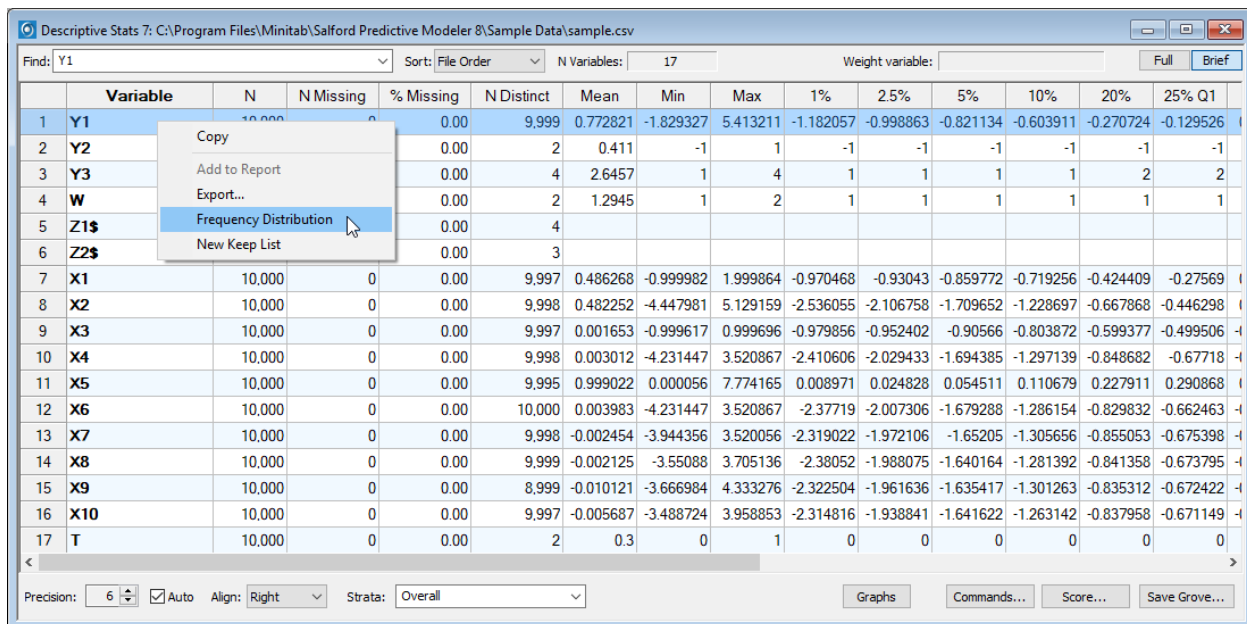 Descriptive Stats 7: C:\Program Files\Minitab\Salford Predictive Modeler 8\Sample Data\sample.csv
Find: Y1 Sort: File Order N Variables: 17 Weight variable: Full Brief
Variable N N Missing % Missing N Distinct Mean Min Max 1% 2.5% 5% 10% 20% 25% Q1
1 Y1 10,000 0 0.00 9,999 0.772821 -1.829327 5.413211 -1.182057 -0.998863 -0.821134 -0.603911 -0.270724 -0.129526
2 Y2 0.00 2 0.411 -1 1 -1 -1 -1 -1 -1 -1
3 Y3 0.00 4 2.6457 1 4 1 1 1 1 2 2
4 W 0.00 2 1.2945 1 2 1 1 1 1 1 1
5 Z1$ 0.00 4
6 Z2$ 0.00 3
Copy
Add to Report
Export...
Frequency Distribution
New Keep List
7 X1 10,000 0 0.00 9,997 0.486268 -0.999982 1.999864 -0.970468 -0.93043 -0.859772 -0.719256 -0.424409 -0.27569
8 X2 10,000 0 0.00 9,998 0.482252 -4.447981 5.129159 -2.536055 -2.106758 -1.709652 -1.228697 -0.667868 -0.446298
9 X3 10,000 0 0.00 9,997 0.001653 -0.999617 0.999696 -0.979856 -0.952402 -0.90566 -0.803872 -0.599377 -0.499506
10 X4 10,000 0 0.00 9,998 0.003012 -4.231447 3.520867 -2.410606 -2.029433 -1.694385 -1.297139 -0.848682 -0.67718
11 X5 10,000 0 0.00 9,995 0.999022 0.000056 7.774165 0.008971 0.024828 0.054511 0.110679 0.227911 0.290868
12 X6 10,000 0 0.00 10,000 0.003983 -4.231447 3.520867 -2.37719 -2.007306 -1.679288 -1.286154 -0.829832 -0.662463
13 X7 10,000 0 0.00 9,998 -0.002454 -3.944356 3.520056 -2.319022 -1.972106 -1.65205 -1.305656 -0.855053 -0.675398
14 X8 10,000 0 0.00 9,999 -0.002125 -3.55088 3.705136 -2.38052 -1.988075 -1.640164 -1.281392 -0.841358 -0.673795
15 X9 10,000 0 0.00 8,999 -0.010121 -3.666984 4.333276 -2.322504 -1.961636 -1.635417 -1.301263 -0.835312 -0.672422
16 X10 10,000 0 0.00 9,997 -0.005687 -3.488724 3.958853 -2.314816 -1.938841 -1.641622 -1.263142 -0.837958 -0.671149
17 T 10,000 0 0.00 2 0.3 0 1 0 0 0 0 0 0
Precision: 6 Auto Align: Right Strata: Overall Graphs Commands... Score... Save Grove...